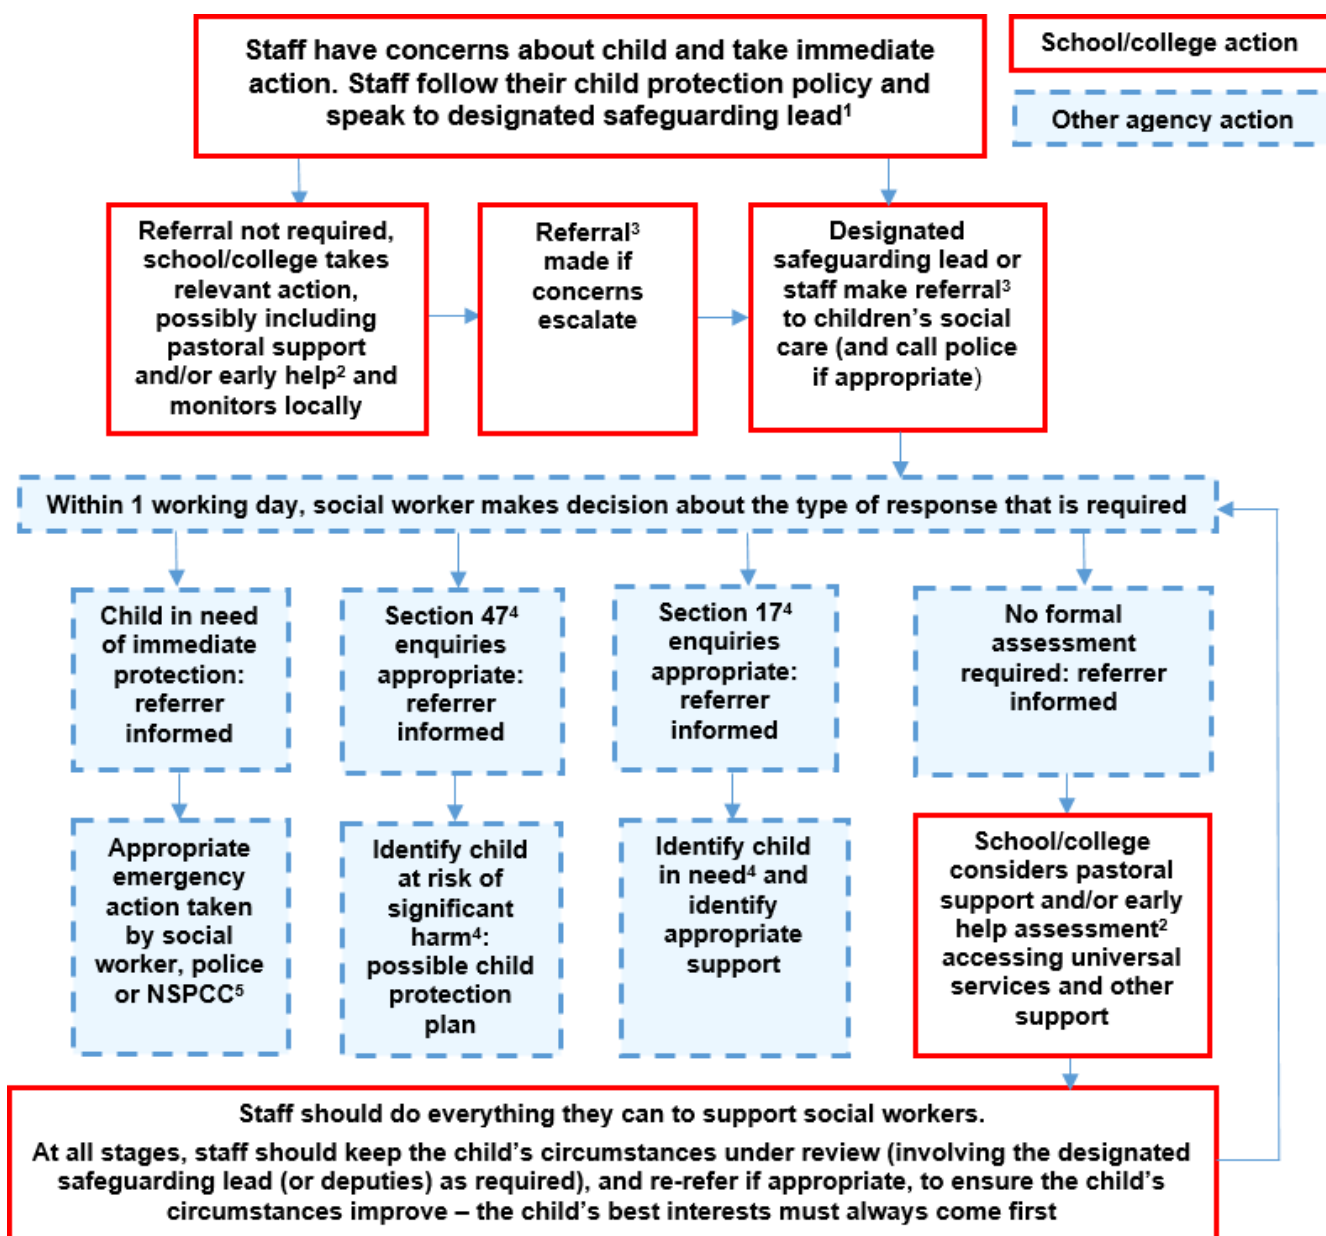 Staff have concerns about child and take immediate
action. Staff follow their child protection policy and
speak to designated safeguarding lead¹
School/college action
Other agency action
Referral not required,
school/college takes
relevant action,
possibly including
pastoral support
and/or early help² and
monitors locally
Referral³
made if
concerns
escalate
Designated
safeguarding lead or
staff make referral³
to children’s social
care (and call police
if appropriate)
Within 1 working day, social worker makes decision about the type of response that is required
Child in need
of immediate
protection:
referrer
informed
Section 47⁴
enquiries
appropriate:
referrer
informed
Section 17⁴
enquiries
appropriate:
referrer
informed
No formal
assessment
required: referrer
informed
Appropriate
emergency
action taken
by social
worker, police
or NSPCC⁵
Identify child
at risk of
significant
harm⁴:
possible child
protection
plan
Identify child
in need⁴ and
identify
appropriate
support
School/college
considers pastoral
support and/or early
help assessment²
accessing universal
services and other
support
Staff should do everything they can to support social workers.
At all stages, staff should keep the child’s circumstances under review (involving the designated
safeguarding lead (or deputies) as required), and re-refer if appropriate, to ensure the child’s
circumstances improve – the child’s best interests must always come first